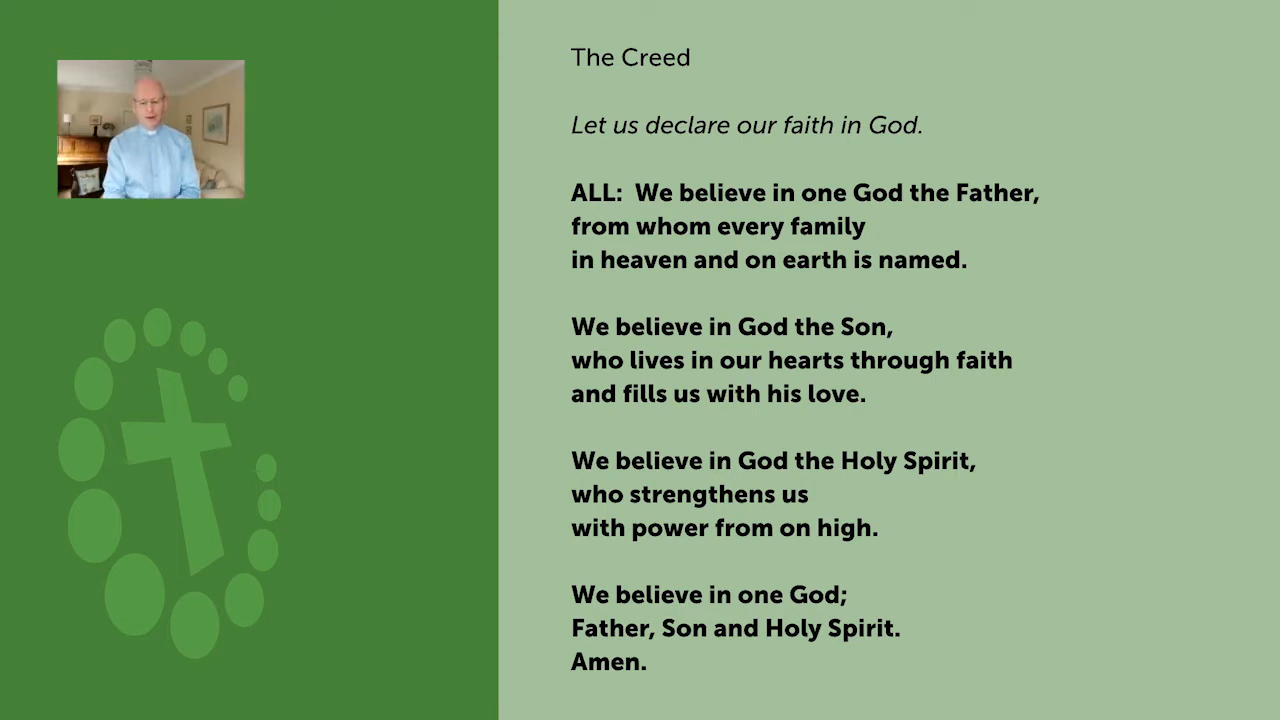 The Creed
Let us declare our faith in God.
ALL:  We believe in one God the Father,
from whom every family
in heaven and on earth is named.
We believe in God the Son,
who lives in our hearts through faith
and fills us with his love.
We believe in God the Holy Spirit,
who strengthens us
with power from on high.
We believe in one God;
Father, Son and Holy Spirit.
Amen.